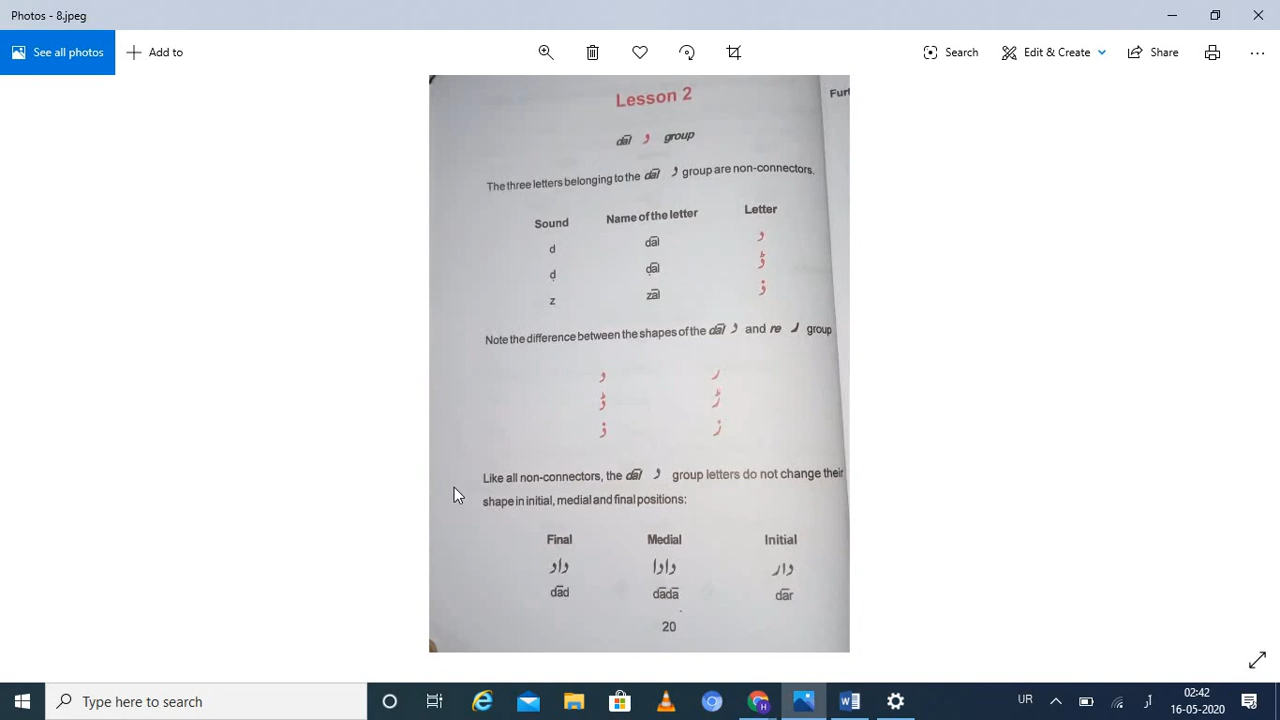 Photos - 8.jpeg
See all photos
Add to
Search
Edit & Create
Share
Furt
Lesson 2
dāl د group
The three letters belonging to the dāl د group are non-connectors.
Sound Name of the letter Letter
d dāl د
ḍ ḍāl ڈ
z zāl ذ
Note the difference between the shapes of the dāl د and re ر group
د ر
ڈ ڑ
ذ ز
Like all non-connectors, the dāl د group letters do not change their
shape in initial, medial and final positions:
Final Medial Initial
داد دادا دار
dād dādā dār
20
Type here to search
UR
02:42
16-05-2020